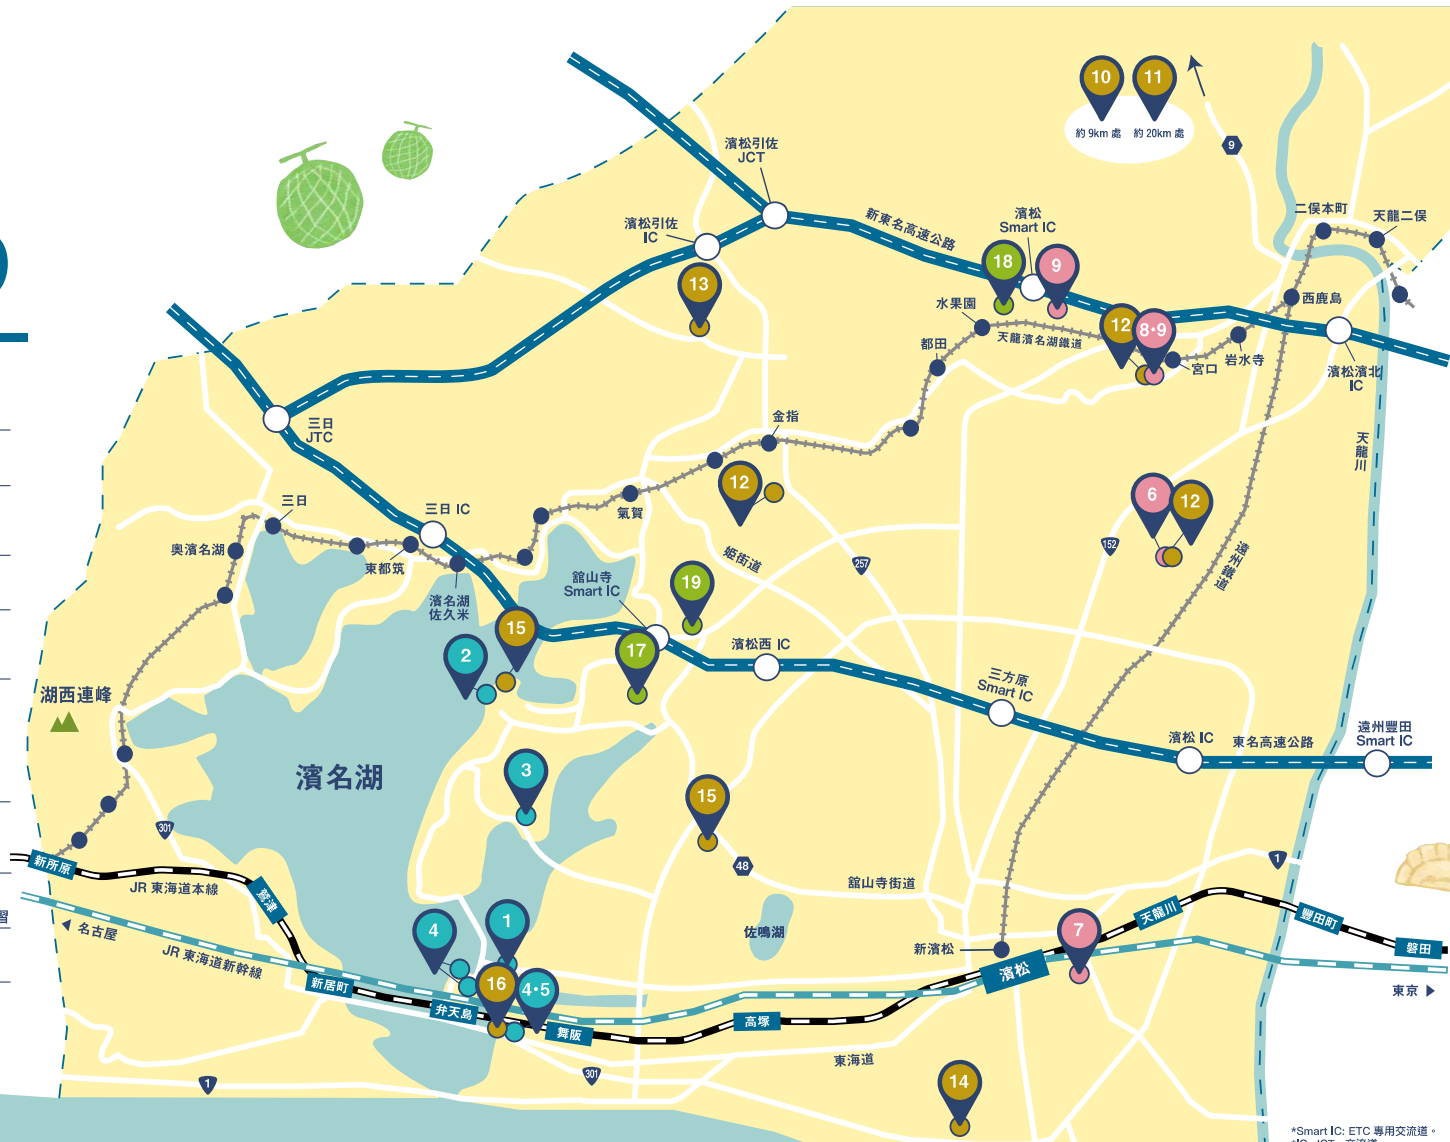 10
11
約 9km 處
約 20km 處
9
濱松引佐
JCT
濱松引佐
IC
新東名高速公路
濱松
Smart IC
二俣本町
天龍二俣
18
9
13
水果園
西鹿島
12
8・9
天龍濱名湖鐵道
都田
宮口
岩水寺
濱松濱北
IC
三日
JTC
金指
天龍川
12
6
12
三日 IC
三日
氣賀
奧濱名湖
東都筑
姬街道
257
152
遠州鐵道
濱名湖
佐久米
舘山寺
Smart IC
19
15
2
17
濱松西 IC
三方原
Smart IC
湖西連峰
遠州豐田
Smart IC
濱松 IC
東名高速公路
濱名湖
3
15
301
48
1
新所原
JR 東海道本線
鷲津
舘山寺街道
習
名古屋
JR 東海道新幹線
4
1
佐鳴湖
新濱松
7
天龍川
豐田町
磐田
濱松
東京
新居町
16
4・5
弁天島
舞阪
高塚
東海道
301
1
14
*Smart IC: ETC 專用交流道。